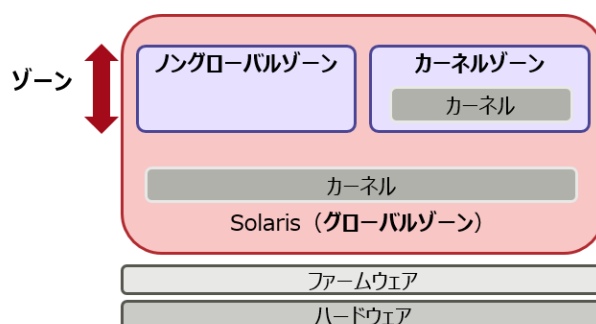 ゾーン
ノングローバルゾーン
カーネルゾーン
カーネル
カーネル
Solaris（グローバルゾーン）
ファームウェア
ハードウェア